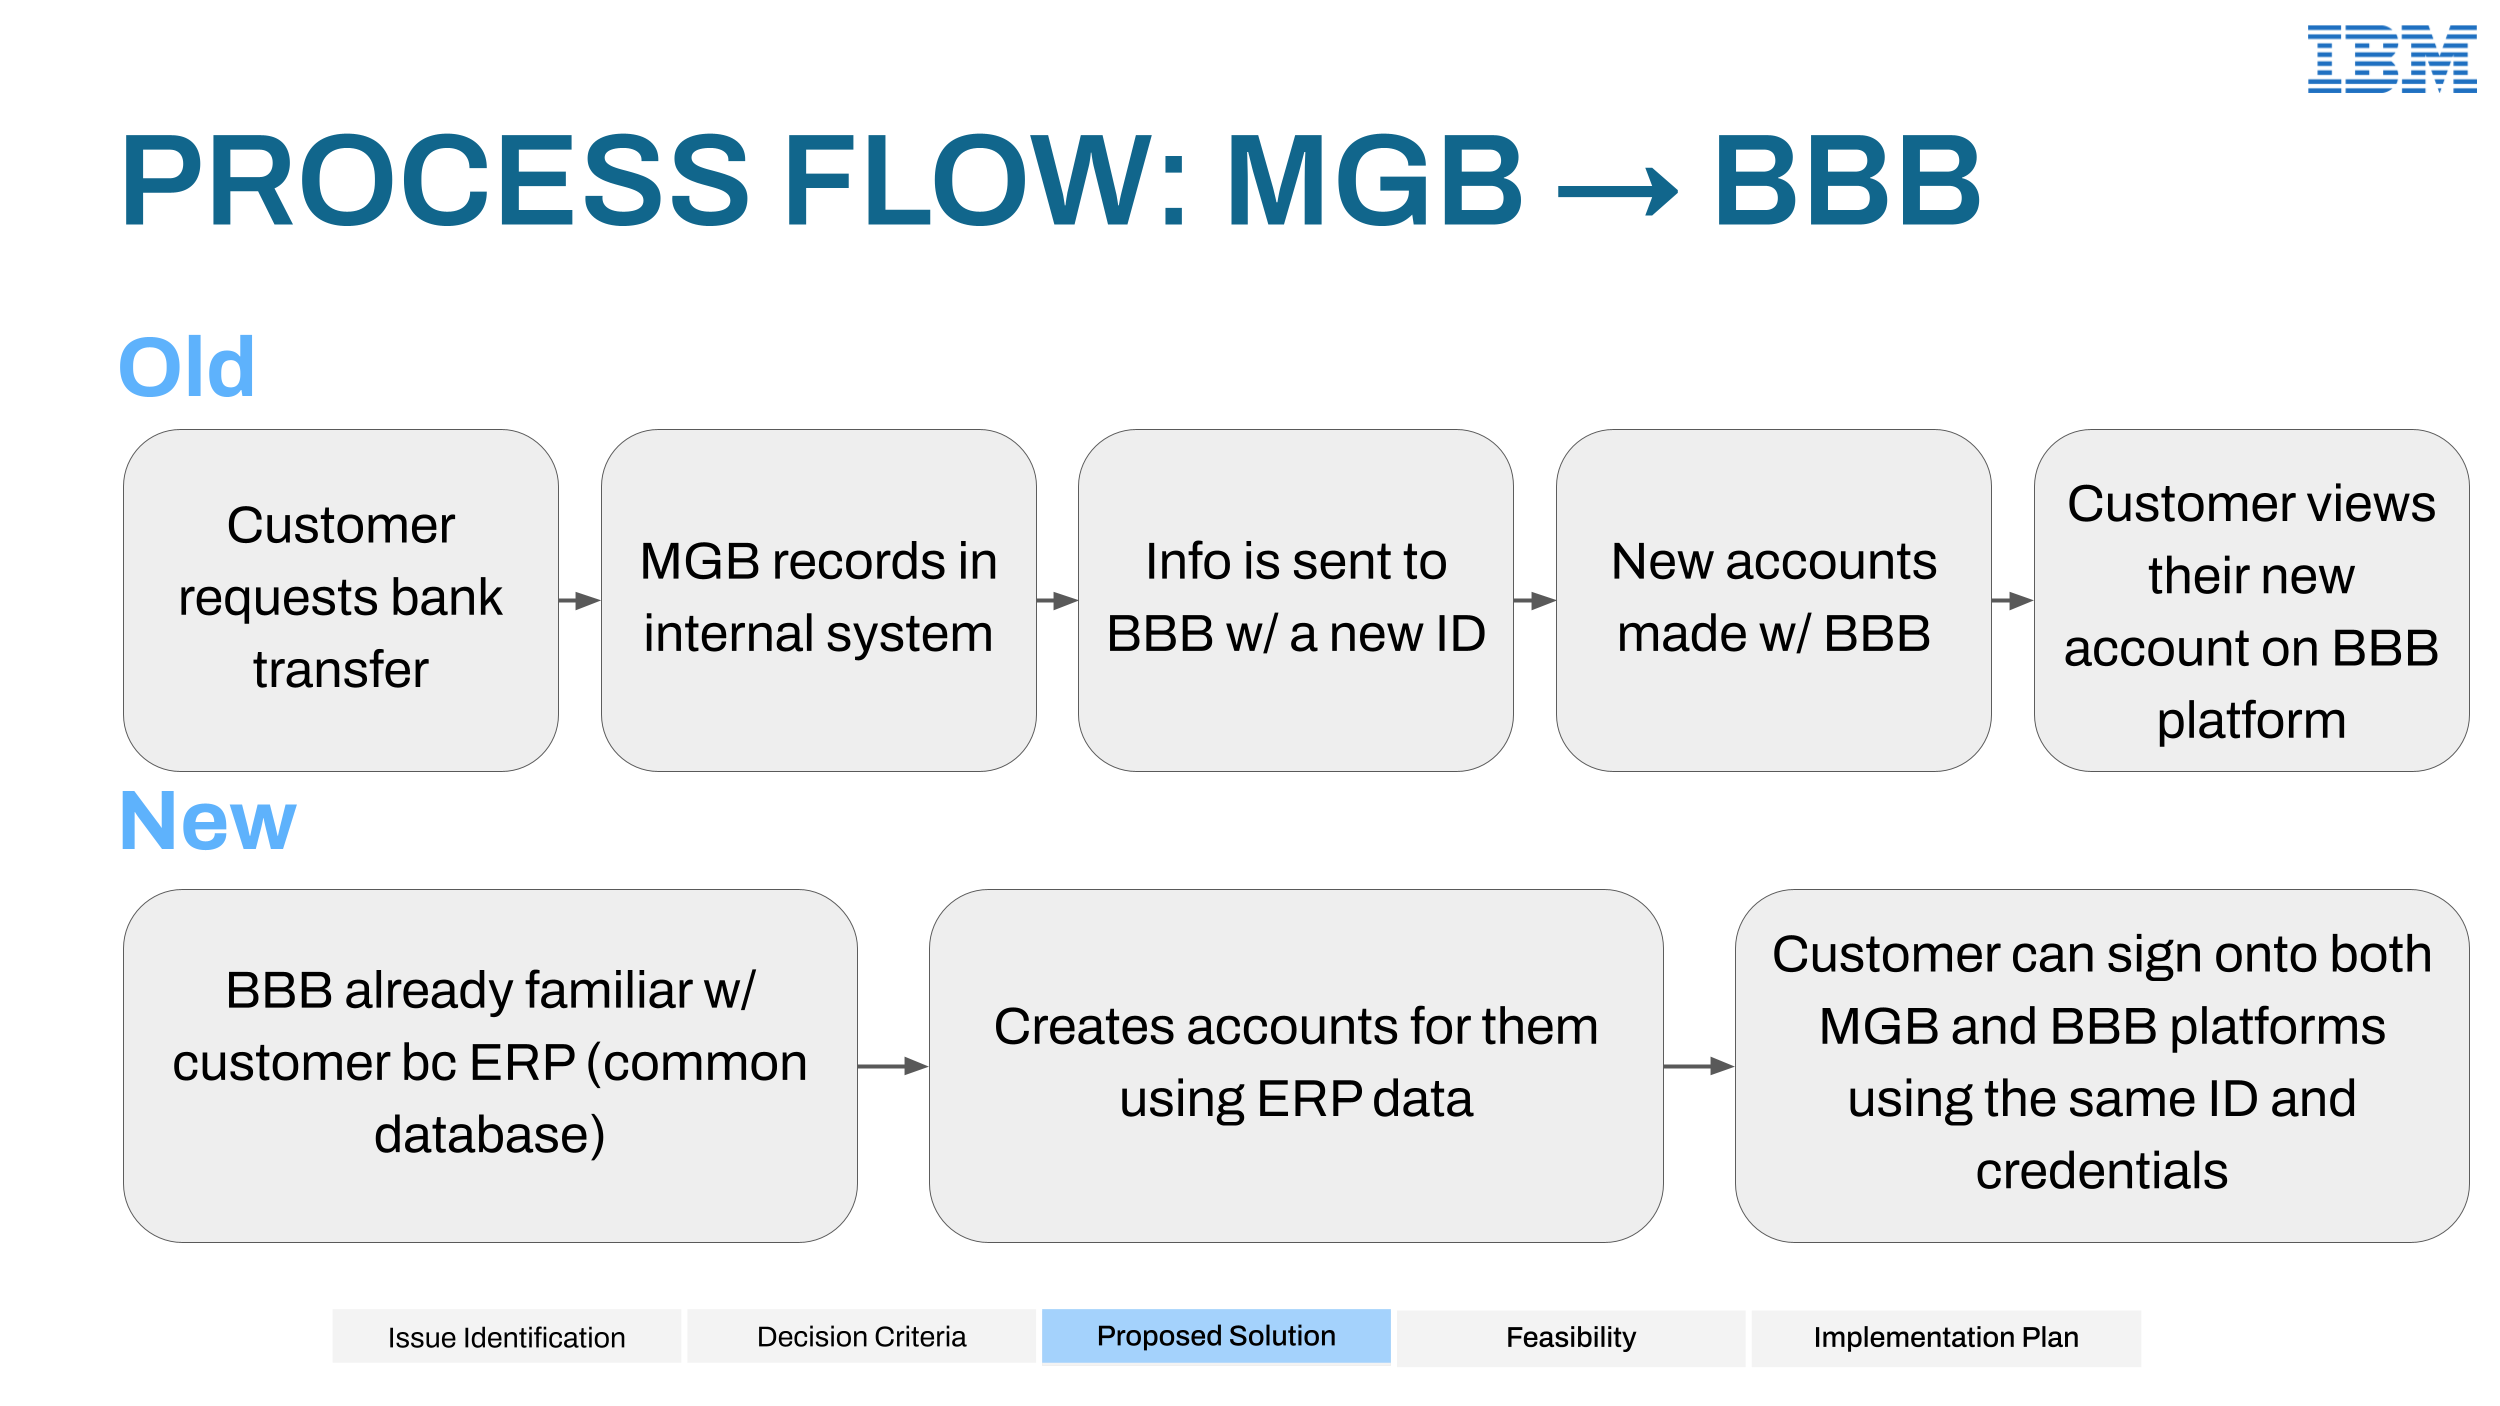 IBM
PROCESS FLOW: MGB → BBB
Old
Customer
requests bank
transfer
MGB records in
internal system
Info is sent to
BBB w/ a new ID
New accounts
made w/ BBB
Customer views
their new
account on BBB
platform
New
BBB already familiar w/
customer bc ERP (common
database)
Creates accounts for them
using ERP data
Customer can sign onto both
MGB and BBB platforms
using the same ID and
credentials
Issue Identification
Decision Criteria
Proposed Solution
Feasibility
Implementation Plan